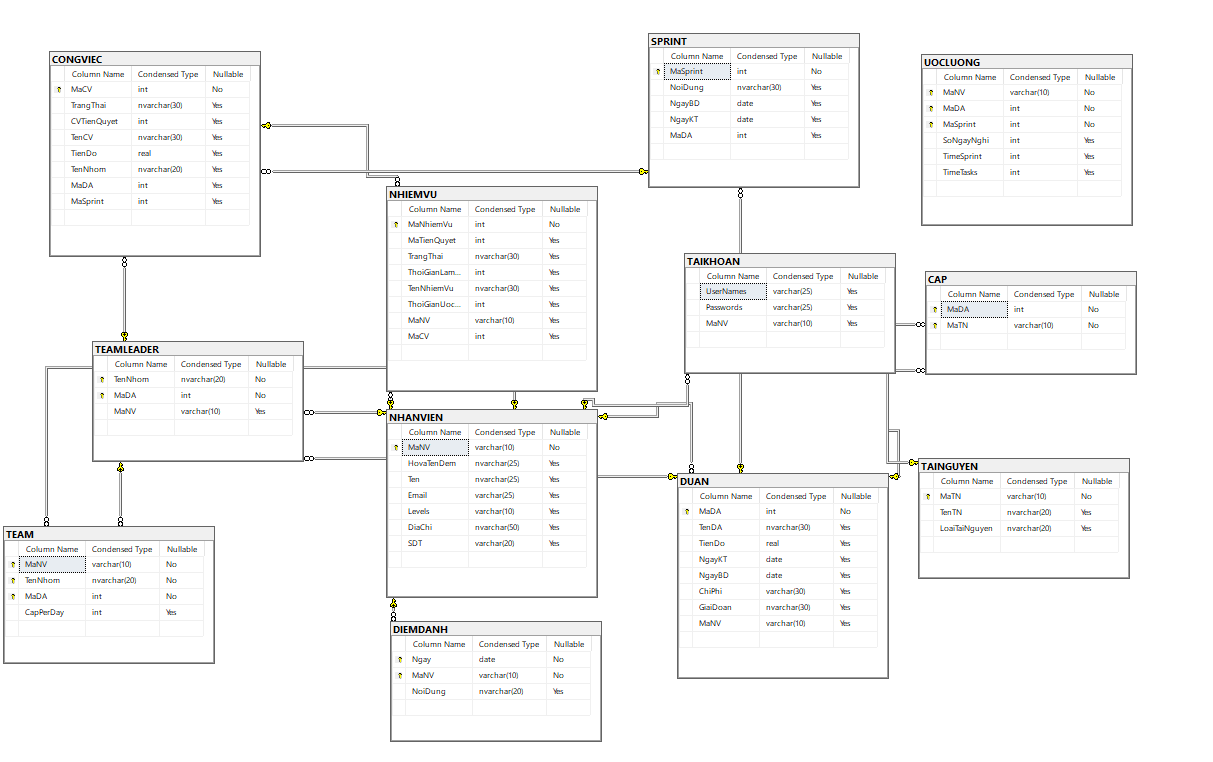 CONGVIEC
Column Name Condensed Type Nullable
MaCV int No
TrangThai nvarchar(30) Yes
CVTienQuyet int Yes
TenCV nvarchar(30) Yes
TienDo real Yes
TenNhom nvarchar(20) Yes
MaDA int Yes
MaSprint int Yes
SPRINT
Column Name Condensed Type Nullable
MaSprint int No
NoiDung nvarchar(30) Yes
NgayBD date Yes
NgayKT date Yes
MaDA int Yes
UOCLUONG
Column Name Condensed Type Nullable
MaNV varchar(10) No
MaDA int No
MaSprint int No
SoNgayNghi int Yes
TimeSprint int Yes
TimeTasks int Yes
NHIEMVU
Column Name Condensed Type Nullable
MaNhiemVu int No
MaTienQuyet int Yes
TrangThai nvarchar(30) Yes
ThoiGianLam... int Yes
TenNhiemVu nvarchar(30) Yes
ThoiGianUoc... int Yes
MaNV varchar(10) Yes
MaCV int Yes
TAIKHOAN
Column Name Condensed Type Nullable
UserNames varchar(25) Yes
Passwords varchar(25) Yes
MaNV varchar(10) Yes
CAP
Column Name Condensed Type Nullable
MaDA int No
MaTN varchar(10) No
TEAMLEADER
Column Name Condensed Type Nullable
TenNhom nvarchar(20) No
MaDA int No
MaNV varchar(10) Yes
NHANVIEN
Column Name Condensed Type Nullable
MaNV varchar(10) No
HovaTenDem nvarchar(25) Yes
Ten nvarchar(25) Yes
Email varchar(25) Yes
Levels varchar(10) Yes
DiaChi nvarchar(50) Yes
SDT varchar(20) Yes
DUAN
Column Name Condensed Type Nullable
MaDA int No
TenDA nvarchar(30) Yes
TienDo real Yes
NgayKT date Yes
NgayBD date Yes
ChiPhi varchar(30) Yes
GiaiDoan nvarchar(30) Yes
MaNV varchar(10) Yes
TAINGUYEN
Column Name Condensed Type Nullable
MaTN varchar(10) No
TenTN nvarchar(20) Yes
LoaiTaiNguyen nvarchar(20) Yes
TEAM
Column Name Condensed Type Nullable
MaNV varchar(10) No
TenNhom nvarchar(20) No
MaDA int No
CapPerDay int Yes
DIEMDANH
Column Name Condensed Type Nullable
Ngay date No
MaNV varchar(10) No
NoiDung nvarchar(20) Yes